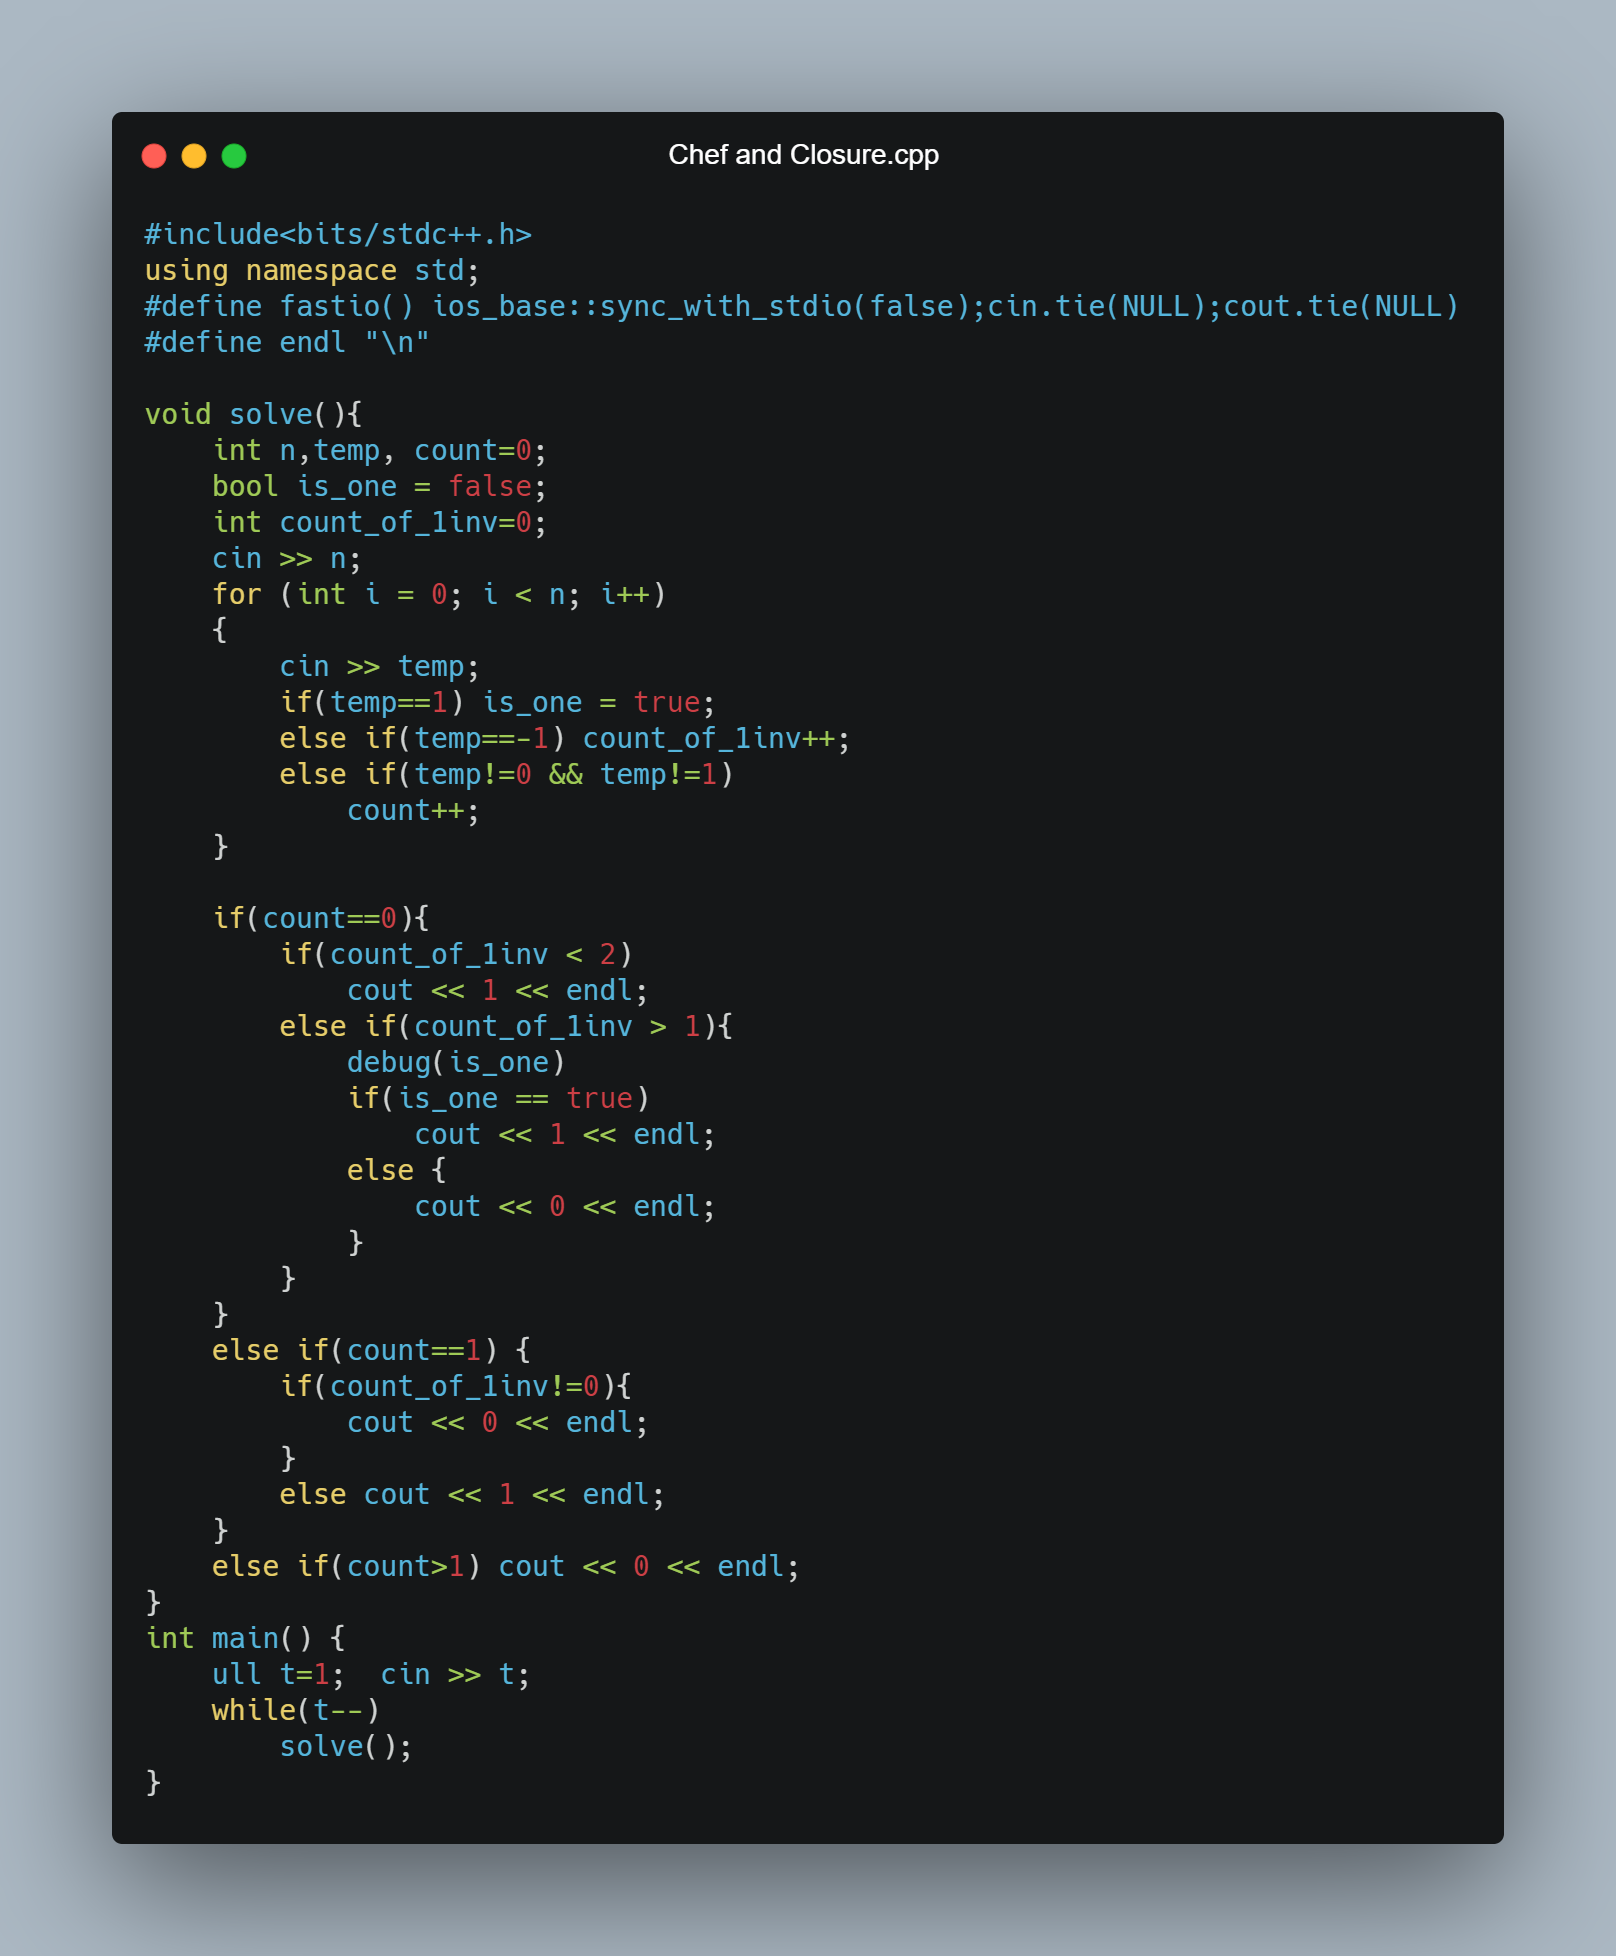 Chef and Closure.cpp
#include<bits/stdc++.h>
using namespace std;
#define fastio() ios_base::sync_with_stdio(false);cin.tie(NULL);cout.tie(NULL)
#define endl "\n"

void solve(){
    int n,temp, count=0;
    bool is_one = false;
    int count_of_1inv=0;
    cin >> n;
    for (int i = 0; i < n; i++)
    {
        cin >> temp;
        if(temp==1) is_one = true;
        else if(temp==-1) count_of_1inv++;
        else if(temp!=0 && temp!=1)
            count++;
    }

    if(count==0){
        if(count_of_1inv < 2)
            cout << 1 << endl;
        else if(count_of_1inv > 1){
            debug(is_one)
            if(is_one == true)
                cout << 1 << endl;
            else {
                cout << 0 << endl;
            }
        }
    }
    else if(count==1) {
        if(count_of_1inv!=0){
            cout << 0 << endl;
        }
        else cout << 1 << endl;
    }
    else if(count>1) cout << 0 << endl;
}
int main() {
    ull t=1;  cin >> t;
    while(t--)
        solve();
}